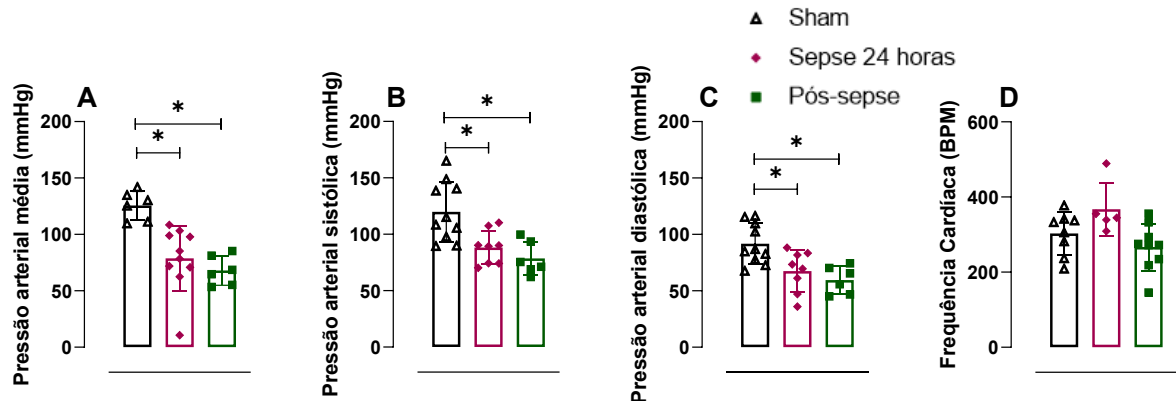 Sham
Sepse 24 horas
Pós-sepse
A
Pressão arterial média (mmHg)
200
150
100
50
0
*
*
B
Pressão arterial sistólica (mmHg)
200
150
100
50
0
*
*
C
Pressão arterial diastólica (mmHg)
200
150
100
50
0
*
*
D
Frequência Cardíaca (BPM)
600
400
200
0